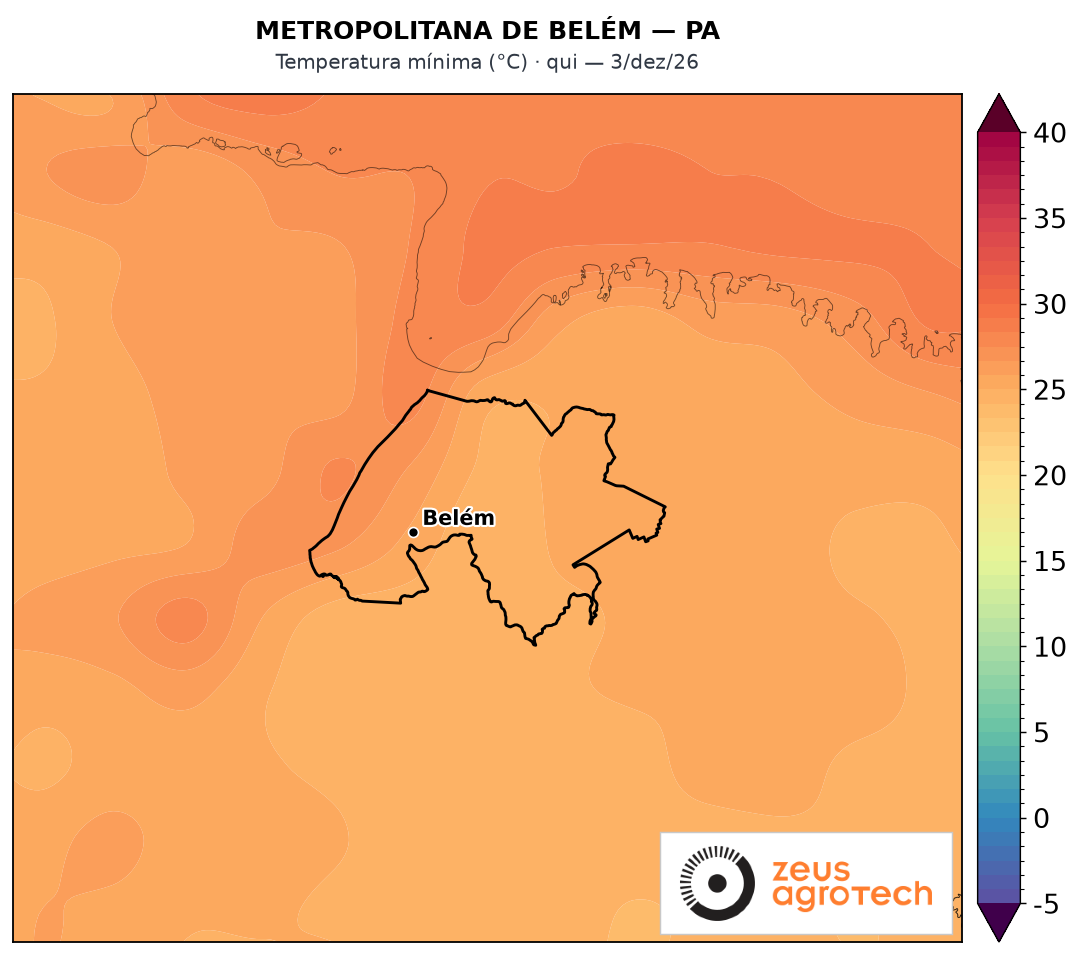 METROPOLITANA DE BELÉM — PA
Temperatura mínima (°C) · qui — 3/dez/26
40
35
30
25
20
15
10
5
0
-5
Belém
zeus
agrotech